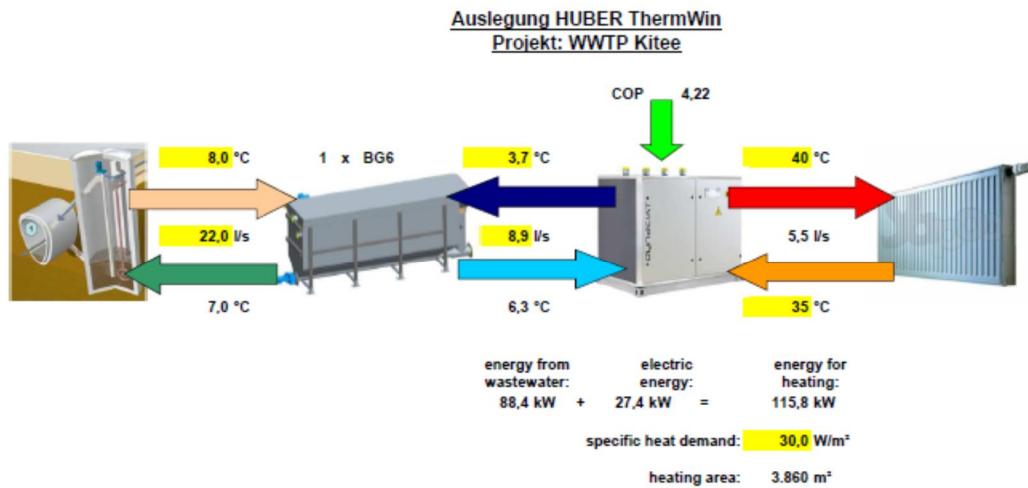 Auslegung HUBER ThermWin
Projekt: WWTP Kitee
COP 4,22
8,0 °C 1 x BG6 3,7 °C 40 °C
22,0 l/s 8,9 l/s 5,5 l/s
7,0 °C 6,3 °C 35 °C
energy from electric energy for
wastewater: energy: heating:
88,4 kW + 27,4 kW = 115,8 kW
specific heat demand: 30,0 W/m²
heating area: 3.860 m²